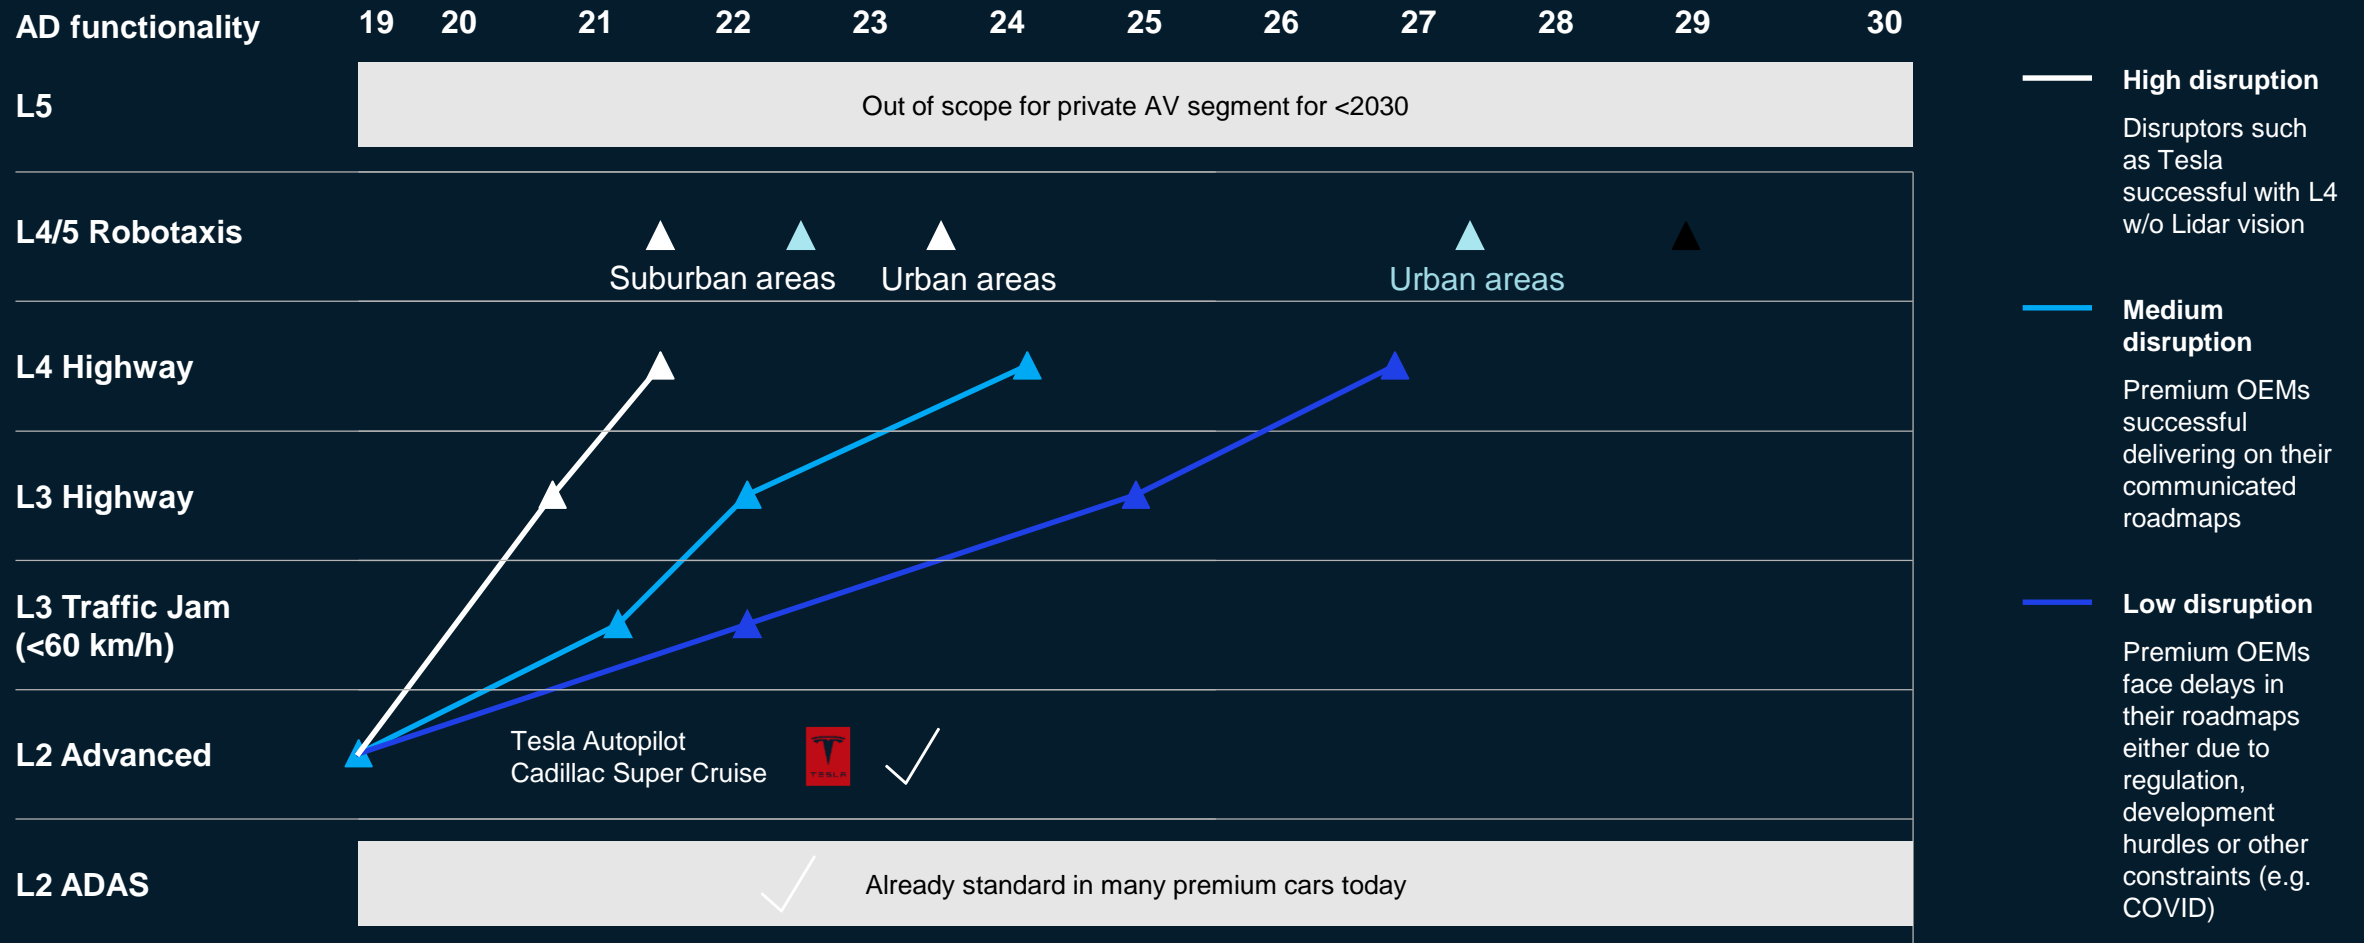 AD functionality 19 20 21 22 23 24 25 26 27 28 29 30
L5
Out of scope for private AV segment for <2030
L4/5 Robotaxis
Suburban areas
Urban areas
Urban areas
L4 Highway
L3 Highway
L3 Traffic Jam
(<60 km/h)
L2 Advanced
Tesla Autopilot
Cadillac Super Cruise
TESLA
L2 ADAS
Already standard in many premium cars today
High disruption
Disruptors such
as Tesla
successful with L4
w/o Lidar vision
Medium
disruption
Premium OEMs
successful
delivering on their
communicated
roadmaps
Low disruption
Premium OEMs
face delays in
their roadmaps
either due to
regulation,
development
hurdles or other
constraints (e.g.
COVID)